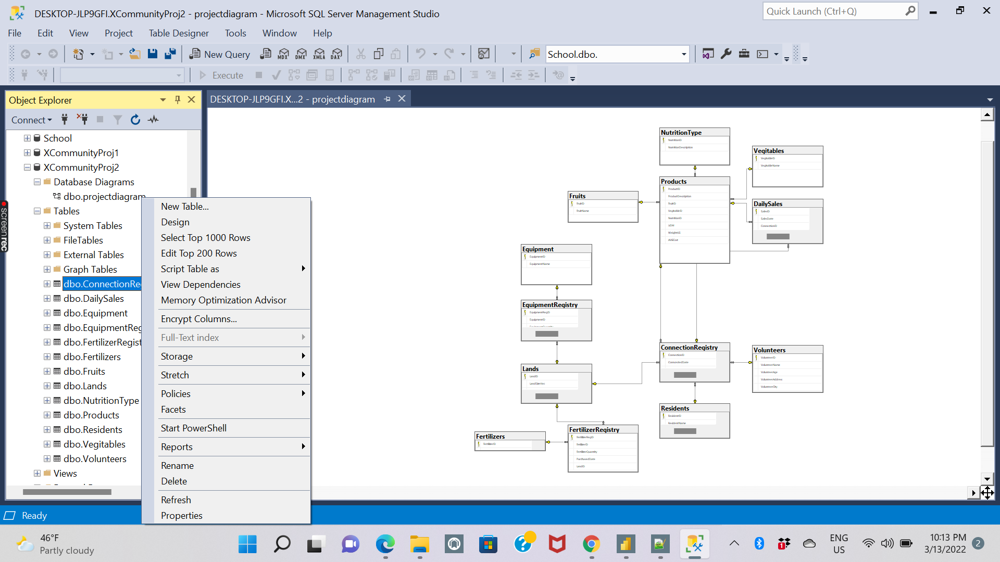 DESKTOP-JLP9GFI.XCommunityProj2 - projectdiagram - Microsoft SQL Server Management Studio
Quick Launch (Ctrl+Q)
File Edit View Project Table Designer Tools Window Help
New Query
MDX
DMX
XMLA
DAX
School.dbo.
Execute
Object Explorer
DESKTOP-JLP9GFI.X...2 - projectdiagram
Connect
School
XCommunityProj1
XCommunityProj2
Database Diagrams
dbo.projectdiagram
Tables
System Tables
FileTables
External Tables
Graph Tables
dbo.ConnectionRe
dbo.DailySales
dbo.Equipment
dbo.EquipmentReg
dbo.FertilizerRegist
dbo.Fertilizers
dbo.Fruits
dbo.Lands
dbo.NutritionType
dbo.Products
dbo.Residents
dbo.Vegitables
dbo.Volunteers
Views
New Table...
Design
Select Top 1000 Rows
Edit Top 200 Rows
Script Table as
View Dependencies
Memory Optimization Advisor
Encrypt Columns...
Full-Text index
Storage
Stretch
Policies
Facets
Start PowerShell
Reports
Rename
Delete
Refresh
Properties
NutritionType
NutritionID
NutritionDescription
Vegitables
VegitableID
VegitableName
Products
ProductID
ProductDescription
FruitID
VegitableID
NutritionID
UOM
WeightKG
AVGCost
Fruits
FruitID
FruitName
DailySales
SalesID
SalesDate
ConnectionID
Equipment
EquipmentID
EquipmentName
EquipmentRegistry
EquipmentRegID
EquipmentID
EquipmentQuantity
ConnectionRegistry
ConnectionID
ConnectedDate
Volunteers
VolunteerID
VolunteerName
VolunteerAge
VolunteerAddress
VolunteerCity
Lands
LandID
LandSizeHec
Residents
ResidentID
ResidentName
Fertilizers
FertilizerID
FertilizerRegistry
FertilizerRegID
FertilizerID
FertilizerQuantity
PurchasedDate
LandID
screenrec
Ready
46°F
Partly cloudy
1
ENG
US
10:13 PM
3/13/2022
2